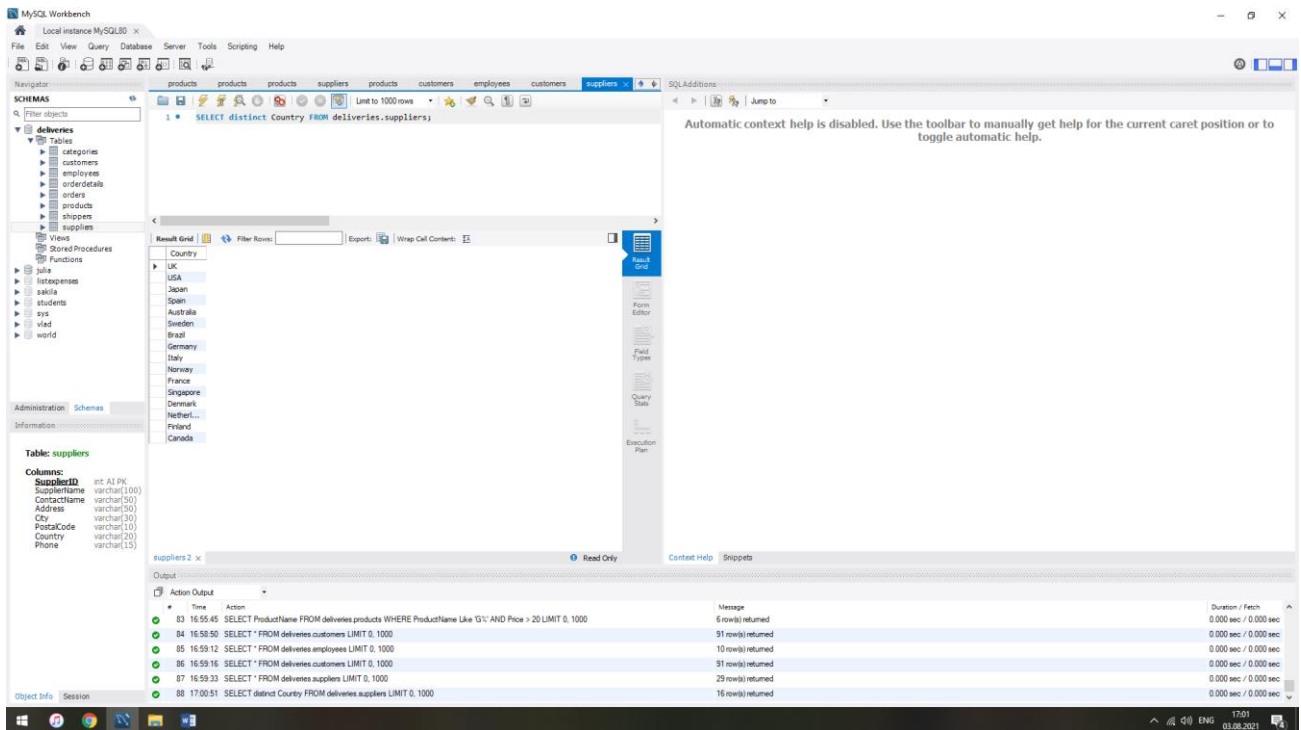 MySQL Workbench
Local instance MySQL80 ×
File Edit View Query Database Server Tools Scripting Help
Navigator
SCHEMAS
Filter objects
deliveries
Tables
categories
customers
employees
orderdetails
orders
products
shippers
suppliers
Views
Stored Procedures
Functions
julia
listexpenses
sakila
students
sys
vlad
world
Administration Schemas
Information
Table: suppliers
Columns:
SupplierID int AI PK
SupplierName varchar(100)
ContactName varchar(50)
Address varchar(50)
City varchar(30)
PostalCode varchar(10)
Country varchar(20)
Phone varchar(15)
Object Info Session
products products products suppliers products customers employees customers suppliers ×
Limit to 1000 rows
1 SELECT distinct Country FROM deliveries.suppliers;
Result Grid Filter Rows: Export: Wrap Cell Content:
Country
UK
USA
Japan
Spain
Australia
Sweden
Brazil
Germany
Italy
Norway
France
Singapore
Denmark
Netherl...
Finland
Canada
Result Grid
Form Editor
Field Types
Query Stats
Execution Plan
suppliers 2 × Read Only
SQLAdditions
Jump to
Automatic context help is disabled. Use the toolbar to manually get help for the current caret position or to
toggle automatic help.
Context Help Snippets
Output
Action Output
# Time Action Message Duration / Fetch
83 16:55:45 SELECT ProductName FROM deliveries.products WHERE ProductName Like 'G%' AND Price > 20 LIMIT 0, 1000 6 row(s) returned 0.000 sec / 0.000 sec
84 16:58:50 SELECT * FROM deliveries.customers LIMIT 0, 1000 91 row(s) returned 0.000 sec / 0.000 sec
85 16:59:12 SELECT * FROM deliveries.employees LIMIT 0, 1000 10 row(s) returned 0.000 sec / 0.000 sec
86 16:59:16 SELECT * FROM deliveries.customers LIMIT 0, 1000 91 row(s) returned 0.000 sec / 0.000 sec
87 16:59:33 SELECT * FROM deliveries.suppliers LIMIT 0, 1000 29 row(s) returned 0.000 sec / 0.000 sec
88 17:00:51 SELECT distinct Country FROM deliveries.suppliers LIMIT 0, 1000 16 row(s) returned 0.000 sec / 0.000 sec
ENG 17:01
03.08.2021